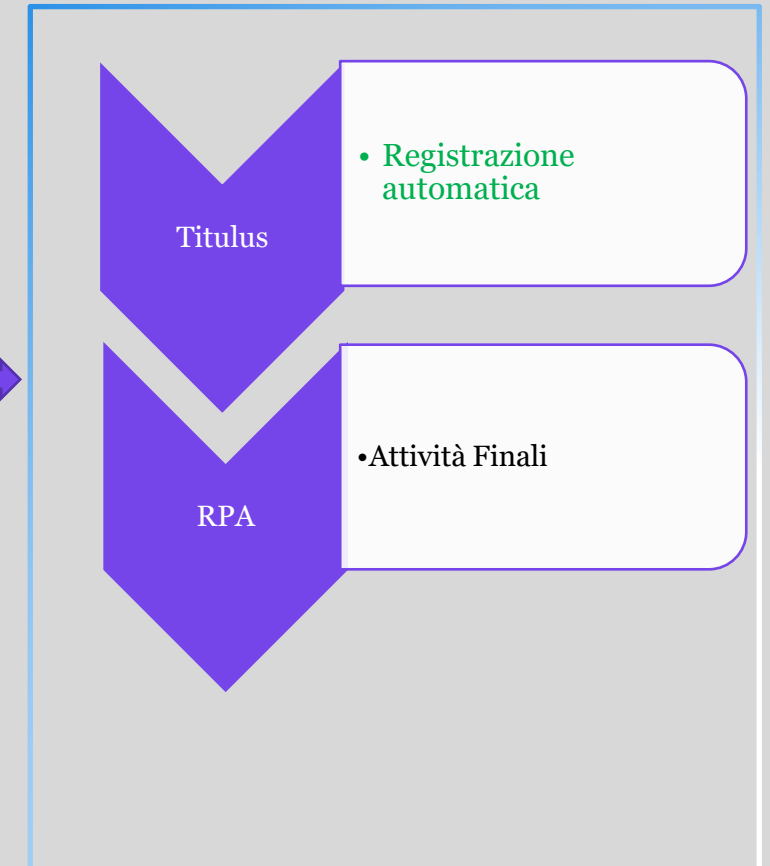 Titulus
• Registrazione
automatica
RPA
•Attività Finali